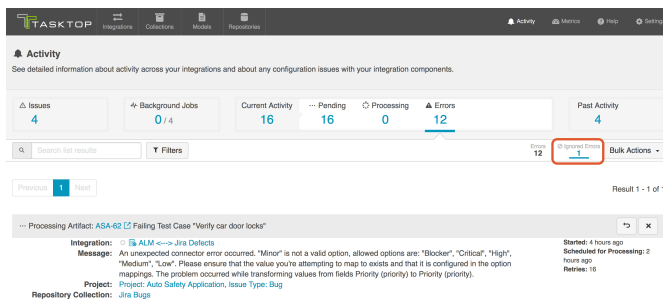 TASKTOP
Integrations
Collections
Models
Repositories
Activity
Metrics
Help
Settings
Activity
See detailed information about activity across your integrations and about any configuration issues with your integration components.
Issues
4
Background Jobs
0 / 4
Current Activity
16
Pending
16
Processing
0
Errors
12
Past Activity
4
Search list results
Filters
Errors
12
Ignored Errors
1
Bulk Actions
Previous 1 Next
Result 1 - 1 of 1
Processing Artifact: ASA-62 Failing Test Case "Verify car door locks"
Integration: ALM <---> Jira Defects
Message: An unexpected connector error occurred. "Minor" is not a valid option, allowed options are: "Blocker", "Critical", "High",
"Medium", "Low". Please ensure that the value you're attempting to map to exists and that it is configured in the option
mappings. The problem occurred while transforming values from fields Priority (priority) to Priority (priority).
Project: Project: Auto Safety Application, Issue Type: Bug
Repository Collection: Jira Bugs
Started: 4 hours ago
Scheduled for Processing: 2
hours ago
Retries: 16